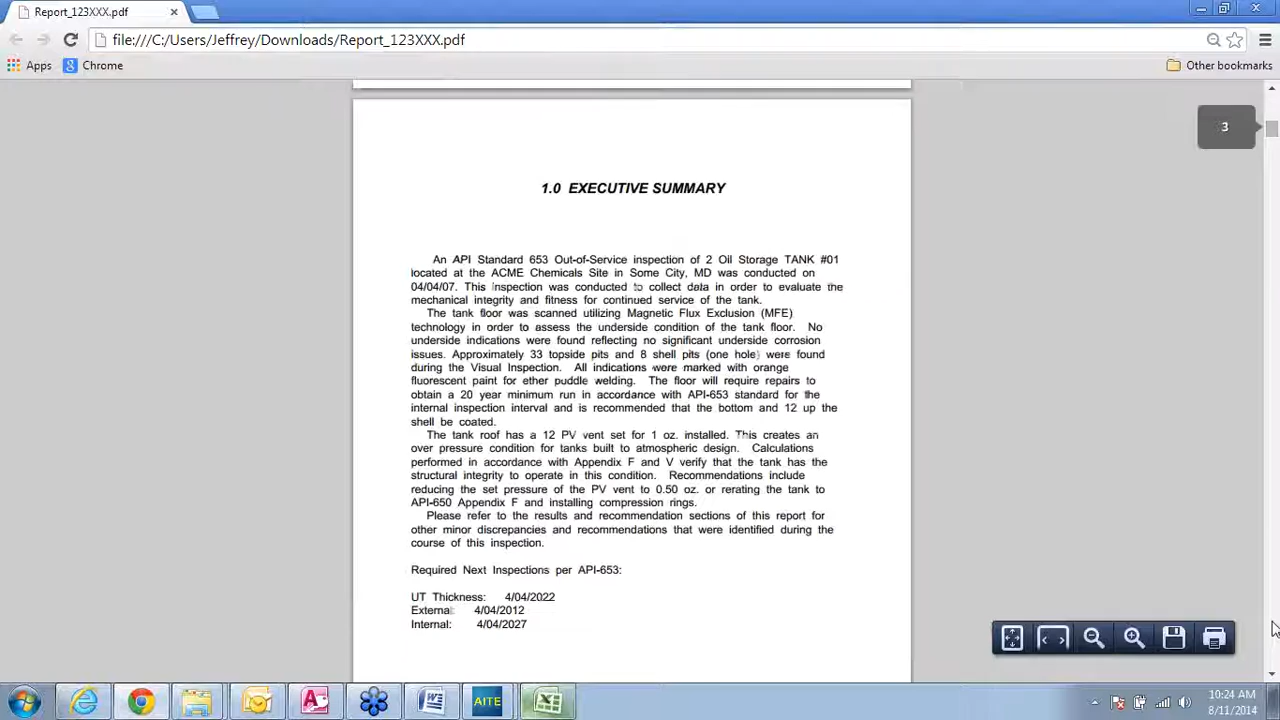 Report_123XXX.pdf
file:///C:/Users/Jeffrey/Downloads/Report_123XXX.pdf
Apps
Chrome
Other bookmarks
3
1.0 EXECUTIVE SUMMARY
An API Standard 653 Out-of-Service inspection of 2 Oil Storage TANK #01
located at the ACME Chemicals Site in Some City, MD was conducted on
04/04/07. This inspection was conducted to collect data in order to evaluate the
mechanical integrity and fitness for continued service of the tank.
The tank floor was scanned utilizing Magnetic Flux Exclusion (MFE)
technology in order to assess the underside condition of the tank floor. No
underside indications were found reflecting no significant underside corrosion
issues. Approximately 33 topside pits and 8 shell pits (one hole) were found
during the Visual Inspection. All indications were marked with orange
fluorescent paint for ether puddle welding. The floor will require repairs to
obtain a 20 year minimum run in accordance with API-653 standard for the
internal inspection interval and is recommended that the bottom and 12 up the
shell be coated.
The tank roof has a 12 PV vent set for 1 oz. installed. This creates an
over pressure condition for tanks built to atmospheric design. Calculations
performed in accordance with Appendix F and V verify that the tank has the
structural integrity to operate in this condition. Recommendations include
reducing the set pressure of the PV vent to 0.50 oz. or rerating the tank to
API-650 Appendix F and installing compression rings.
Please refer to the results and recommendation sections of this report for
other minor discrepancies and recommendations that were identified during the
course of this inspection.
Required Next Inspections per API-653:
UT Thickness: 4/04/2022
External: 4/04/2012
Internal: 4/04/2027
AITE
10:24 AM
8/11/2014